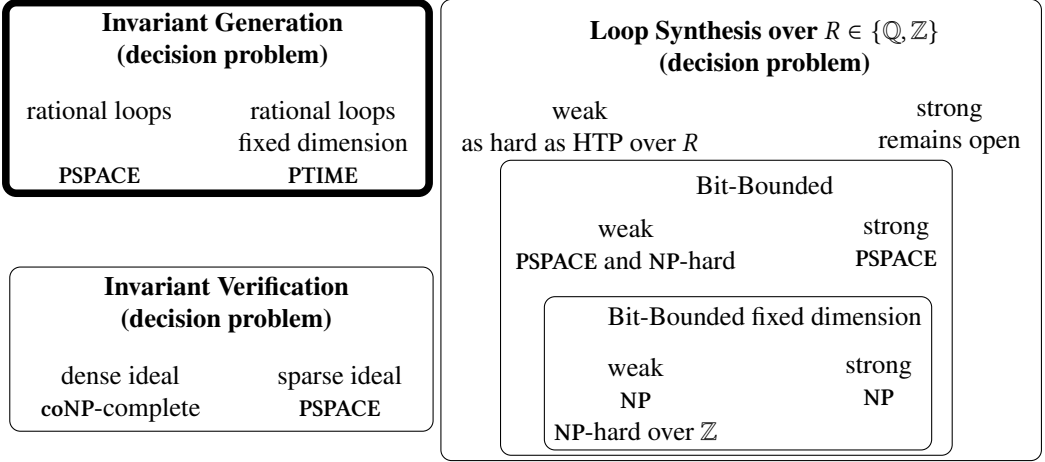 Invariant Generation
(decision problem)
rational loops rational loops
fixed dimension
PSPACE PTIME
Invariant Verification
(decision problem)
dense ideal sparse ideal
coNP-complete PSPACE
Loop Synthesis over R ∈ {ℚ, ℤ}
(decision problem)
weak strong
as hard as HTP over R remains open
Bit-Bounded
weak strong
PSPACE and NP-hard PSPACE
Bit-Bounded fixed dimension
weak strong
NP NP
NP-hard over ℤ